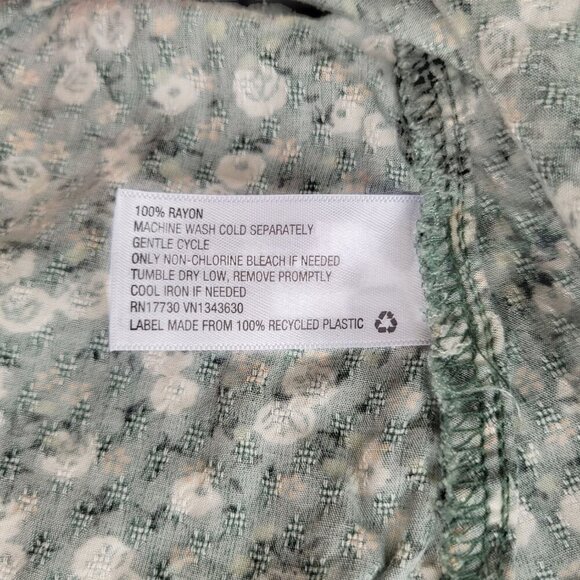 100% RAYON
MACHINE WASH COLD SEPARATELY
GENTLE CYCLE
ONLY NON-CHLORINE BLEACH IF NEEDED
TUMBLE DRY LOW, REMOVE PROMPTLY
COOL IRON IF NEEDED
RN17730 VN1343630
LABEL MADE FROM 100% RECYCLED PLASTIC